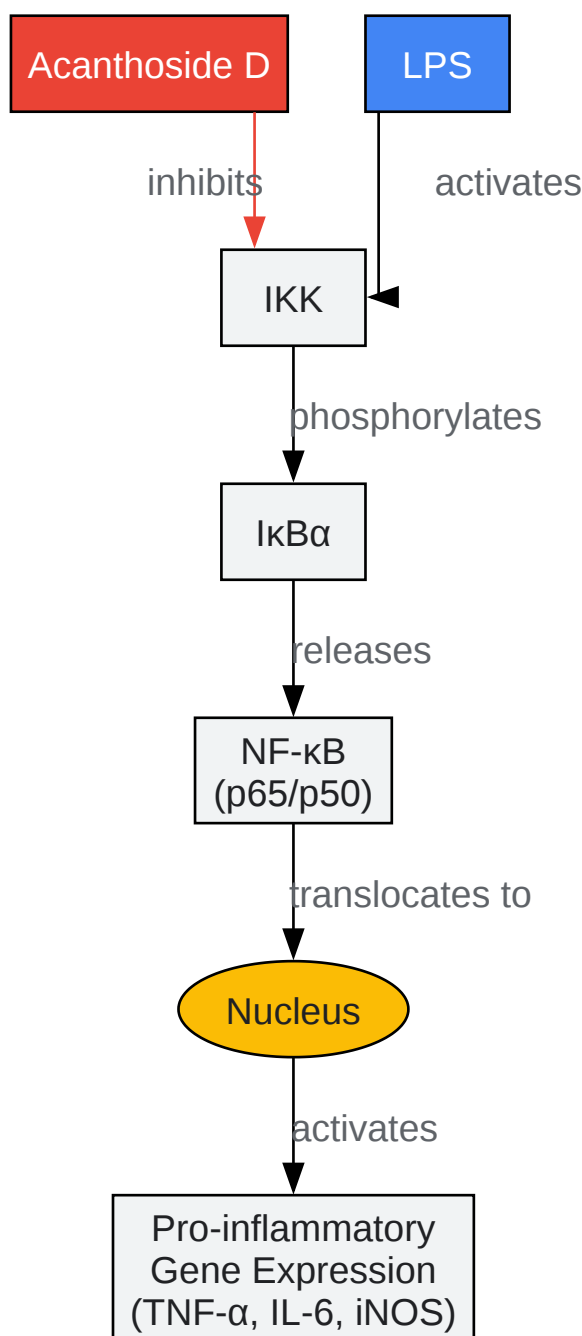 Acanthoside D
LPS
inhibits
activates
IKK
phosphorylates
IκBα
releases
NF-κB
(p65/p50)
translocates to
Nucleus
activates
Pro-inflammatory
Gene Expression
(TNF-α, IL-6, iNOS)